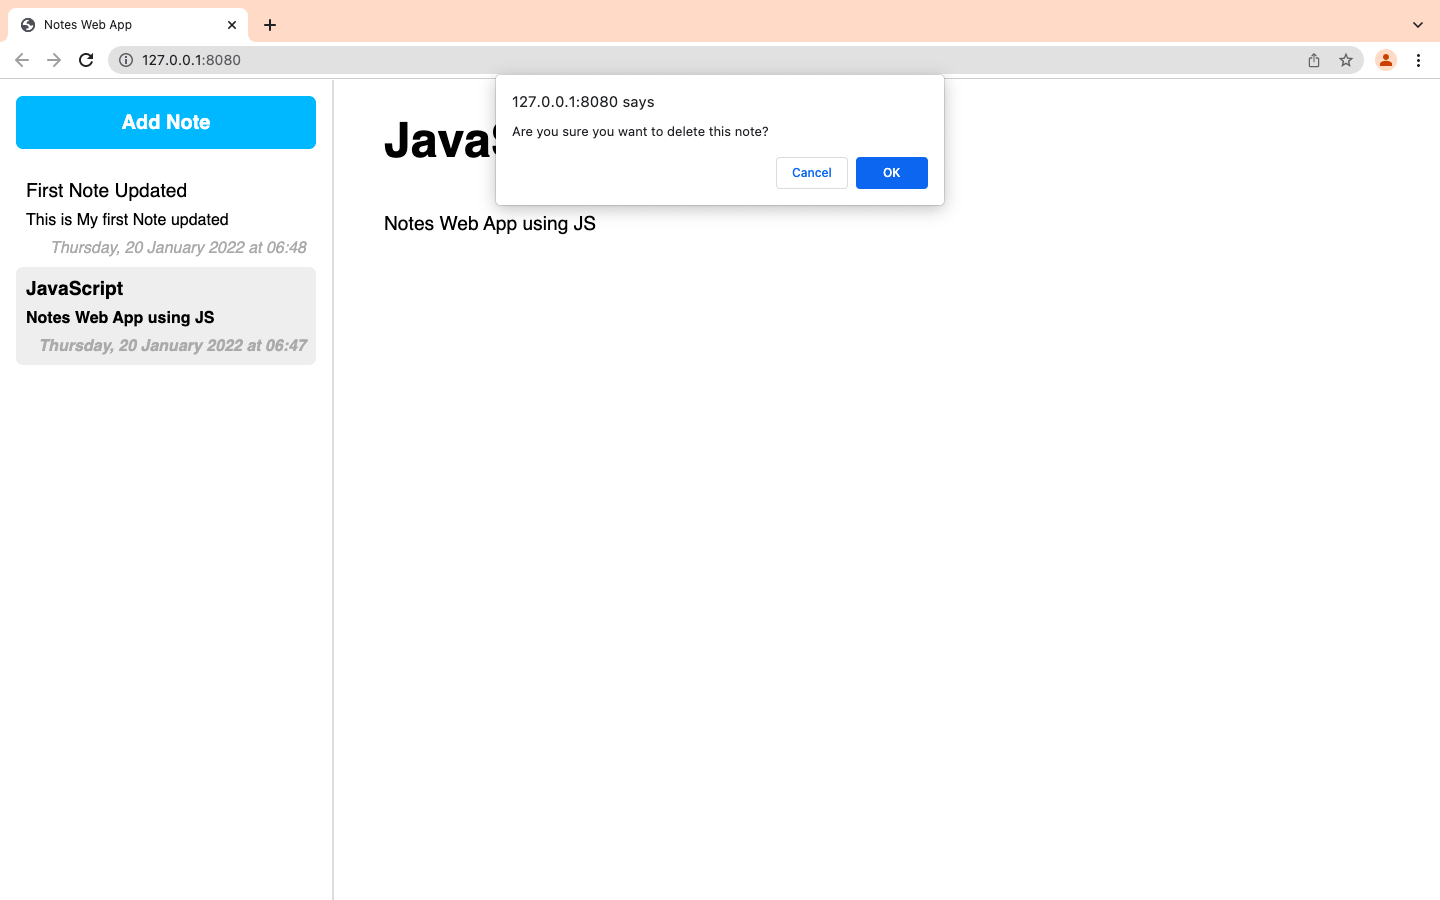 Notes Web App
127.0.0.1:8080
127.0.0.1:8080 says
Are you sure you want to delete this note?
Cancel
OK
Add Note
First Note Updated
This is My first Note updated
Thursday, 20 January 2022 at 06:48
JavaScript
Notes Web App using JS
Thursday, 20 January 2022 at 06:47
Java
Notes Web App using JS